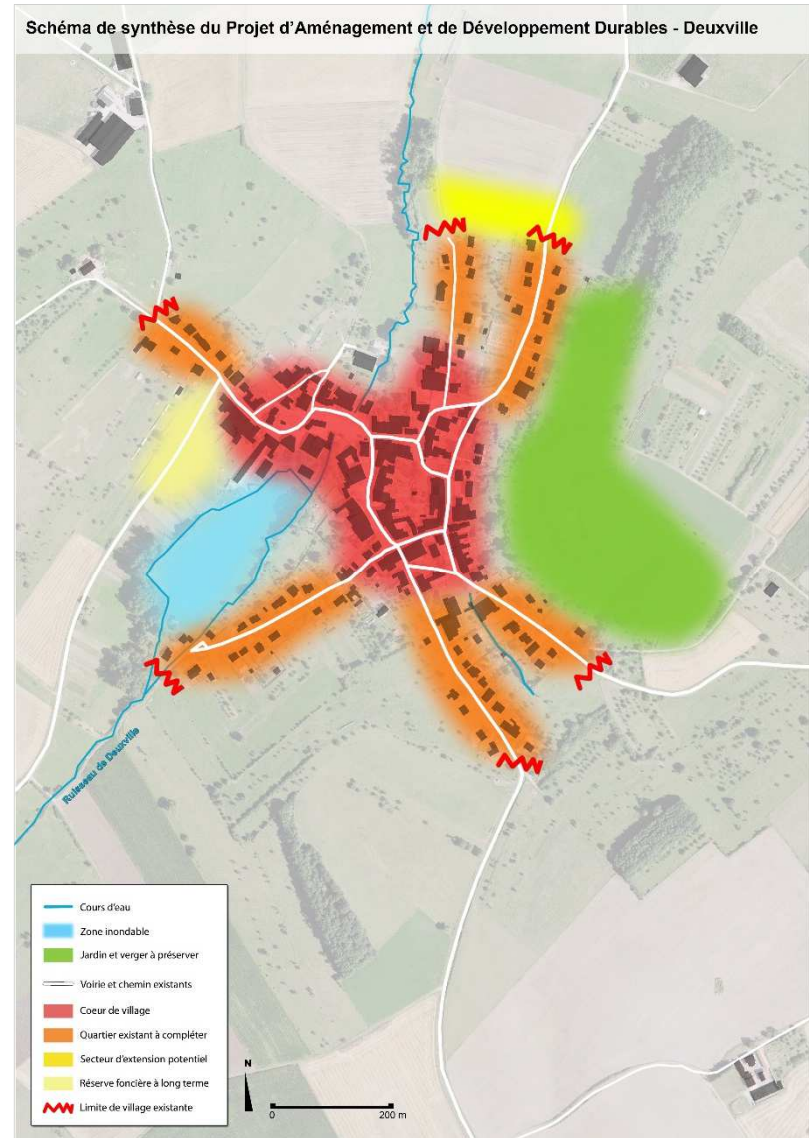 Schéma de synthèse du Projet d'Aménagement et de Développement Durables - Deuxville
Ruisseau de Deuxville
Cours d'eau
Zone inondable
Jardin et verger à préserver
Voirie et chemin existants
Coeur de village
Quartier existant à compléter
Secteur d'extension potentiel
Réserve foncière à long terme
Limite de village existante
N
0 200 m